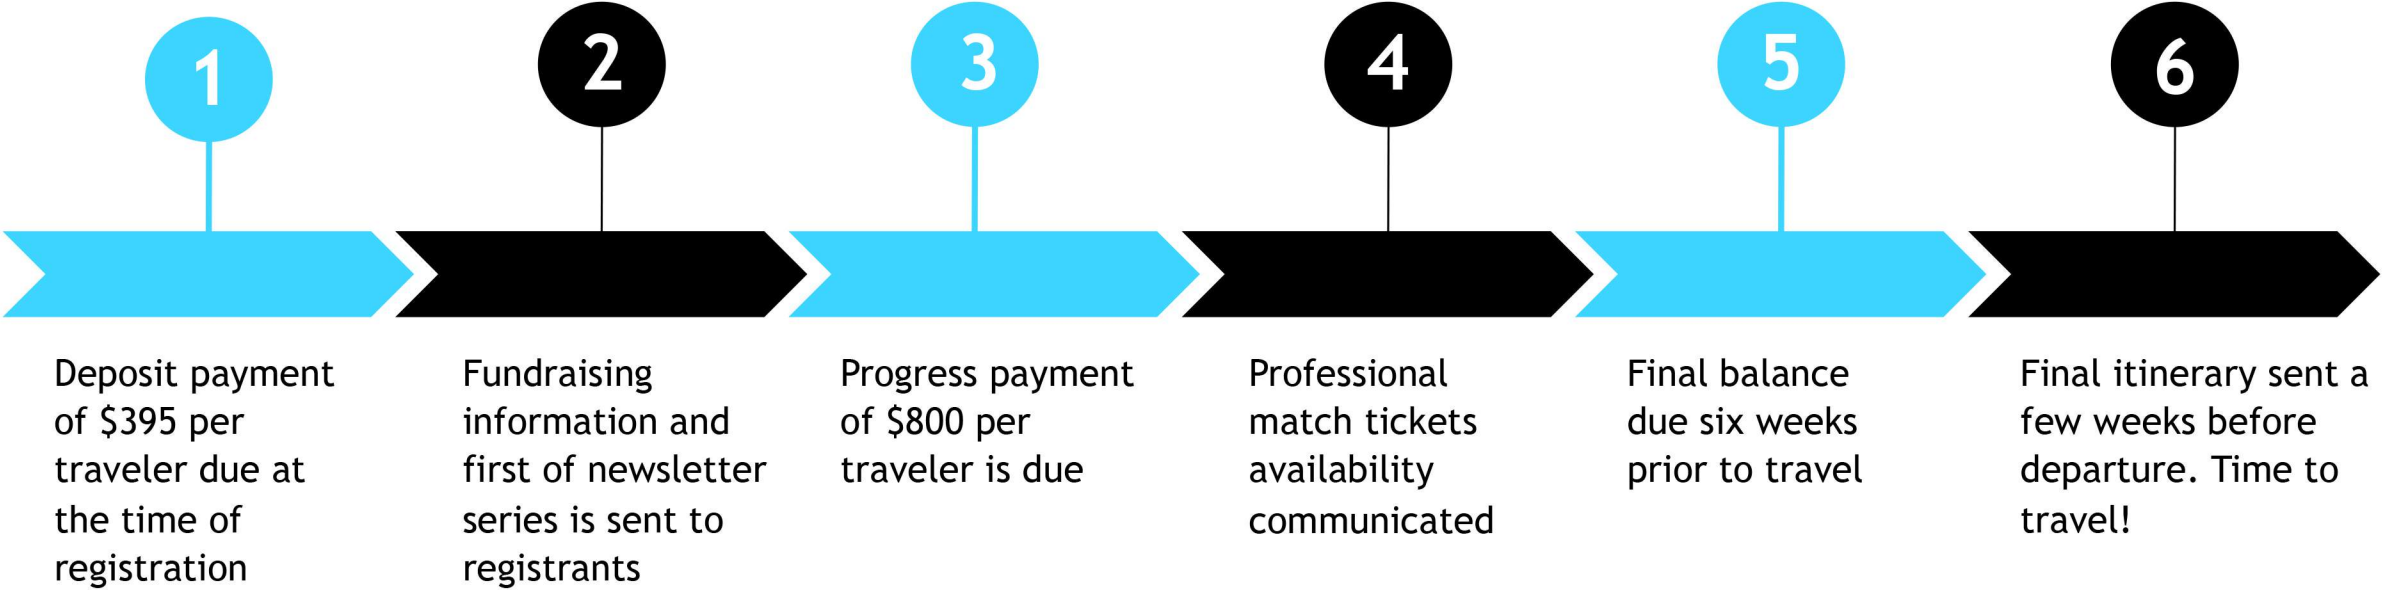 1
Deposit payment
of $395 per
traveler due at
the time of
registration
2
Fundraising
information and
first of newsletter
series is sent to
registrants
3
Progress payment
of $800 per
traveler is due
4
Professional
match tickets
availability
communicated
5
Final balance
due six weeks
prior to travel
6
Final itinerary sent a
few weeks before
departure. Time to
travel!